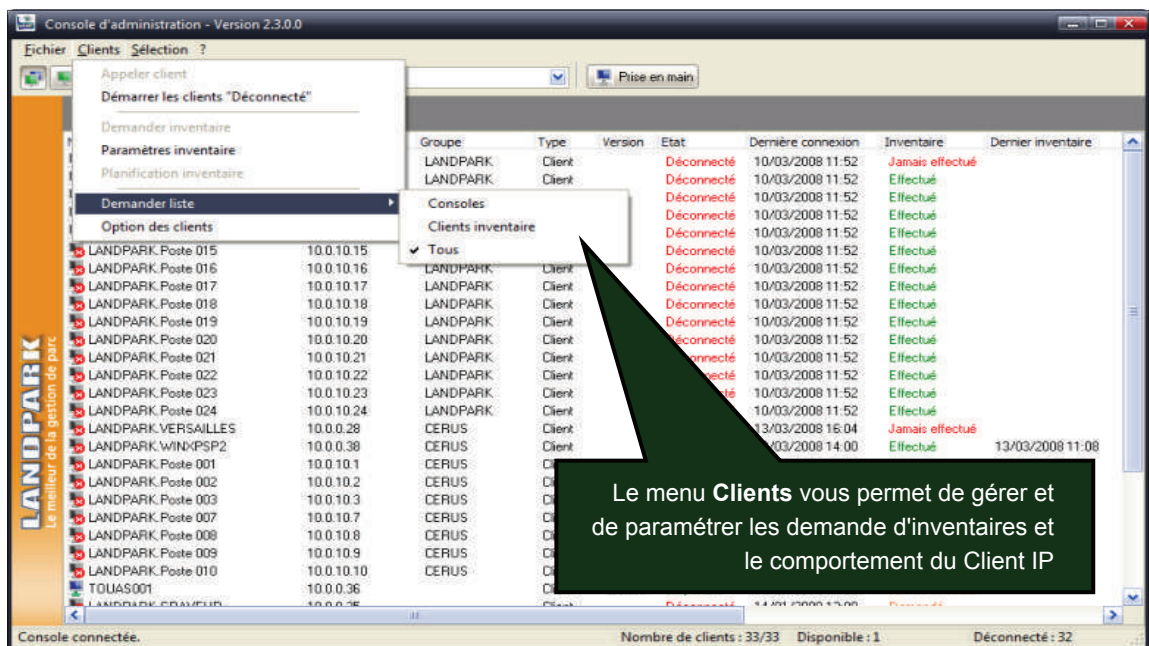 Console d'administration - Version 2.3.0.0
Fichier Clients Sélection ?
Prise en main
Appeler client
Démarrer les clients "Déconnecté"
Demander inventaire
Paramètres inventaire
Planification inventaire
Demander liste
Option des clients
Consoles
Clients inventaire
Tous
Groupe Type Version Etat Dernière connexion Inventaire Dernier inventaire
LANDPARK Client Déconnecté 10/03/2008 11:52 Jamais effectué
LANDPARK Client Déconnecté 10/03/2008 11:52 Effectué
Déconnecté 10/03/2008 11:52 Effectué
Déconnecté 10/03/2008 11:52 Effectué
Déconnecté 10/03/2008 11:52 Effectué
LANDPARK.Poste 015 10.0.10.15 Déconnecté 10/03/2008 11:52 Effectué
LANDPARK.Poste 016 10.0.10.16 LANDPARK Client Déconnecté 10/03/2008 11:52 Effectué
LANDPARK.Poste 017 10.0.10.17 LANDPARK Client Déconnecté 10/03/2008 11:52 Effectué
LANDPARK.Poste 018 10.0.10.18 LANDPARK Client Déconnecté 10/03/2008 11:52 Effectué
LANDPARK.Poste 019 10.0.10.19 LANDPARK Client Déconnecté 10/03/2008 11:52 Effectué
LANDPARK.Poste 020 10.0.10.20 LANDPARK Client Déconnecté 10/03/2008 11:52 Effectué
LANDPARK.Poste 021 10.0.10.21 LANDPARK Client 10/03/2008 11:52 Effectué
LANDPARK.Poste 022 10.0.10.22 LANDPARK Client 10/03/2008 11:52 Effectué
LANDPARK.Poste 023 10.0.10.23 LANDPARK Client 10/03/2008 11:52 Effectué
LANDPARK.Poste 024 10.0.10.24 LANDPARK Client 10/03/2008 11:52 Effectué
LANDPARK.VERSAILLES 10.0.0.28 CERUS Client 13/03/2008 16:04 Jamais effectué
LANDPARK.WINXPSP2 10.0.0.38 CERUS Client /03/2008 14:00 Effectué 13/03/2008 11:08
LANDPARK.Poste 001 10.0.10.1 CERUS
LANDPARK.Poste 002 10.0.10.2 CERUS
LANDPARK.Poste 003 10.0.10.3 CERUS
LANDPARK.Poste 007 10.0.10.7 CERUS
LANDPARK.Poste 008 10.0.10.8 CERUS
LANDPARK.Poste 009 10.0.10.9 CERUS
LANDPARK.Poste 010 10.0.10.10 CERUS
TOUAS001 10.0.0.36
LANDPARK
Le meilleur de la gestion de parc
Le menu Clients vous permet de gérer et
de paramétrer les demande d'inventaires et
le comportement du Client IP
Console connectée. Nombre de clients : 33/33 Disponible : 1 Déconnecté : 32